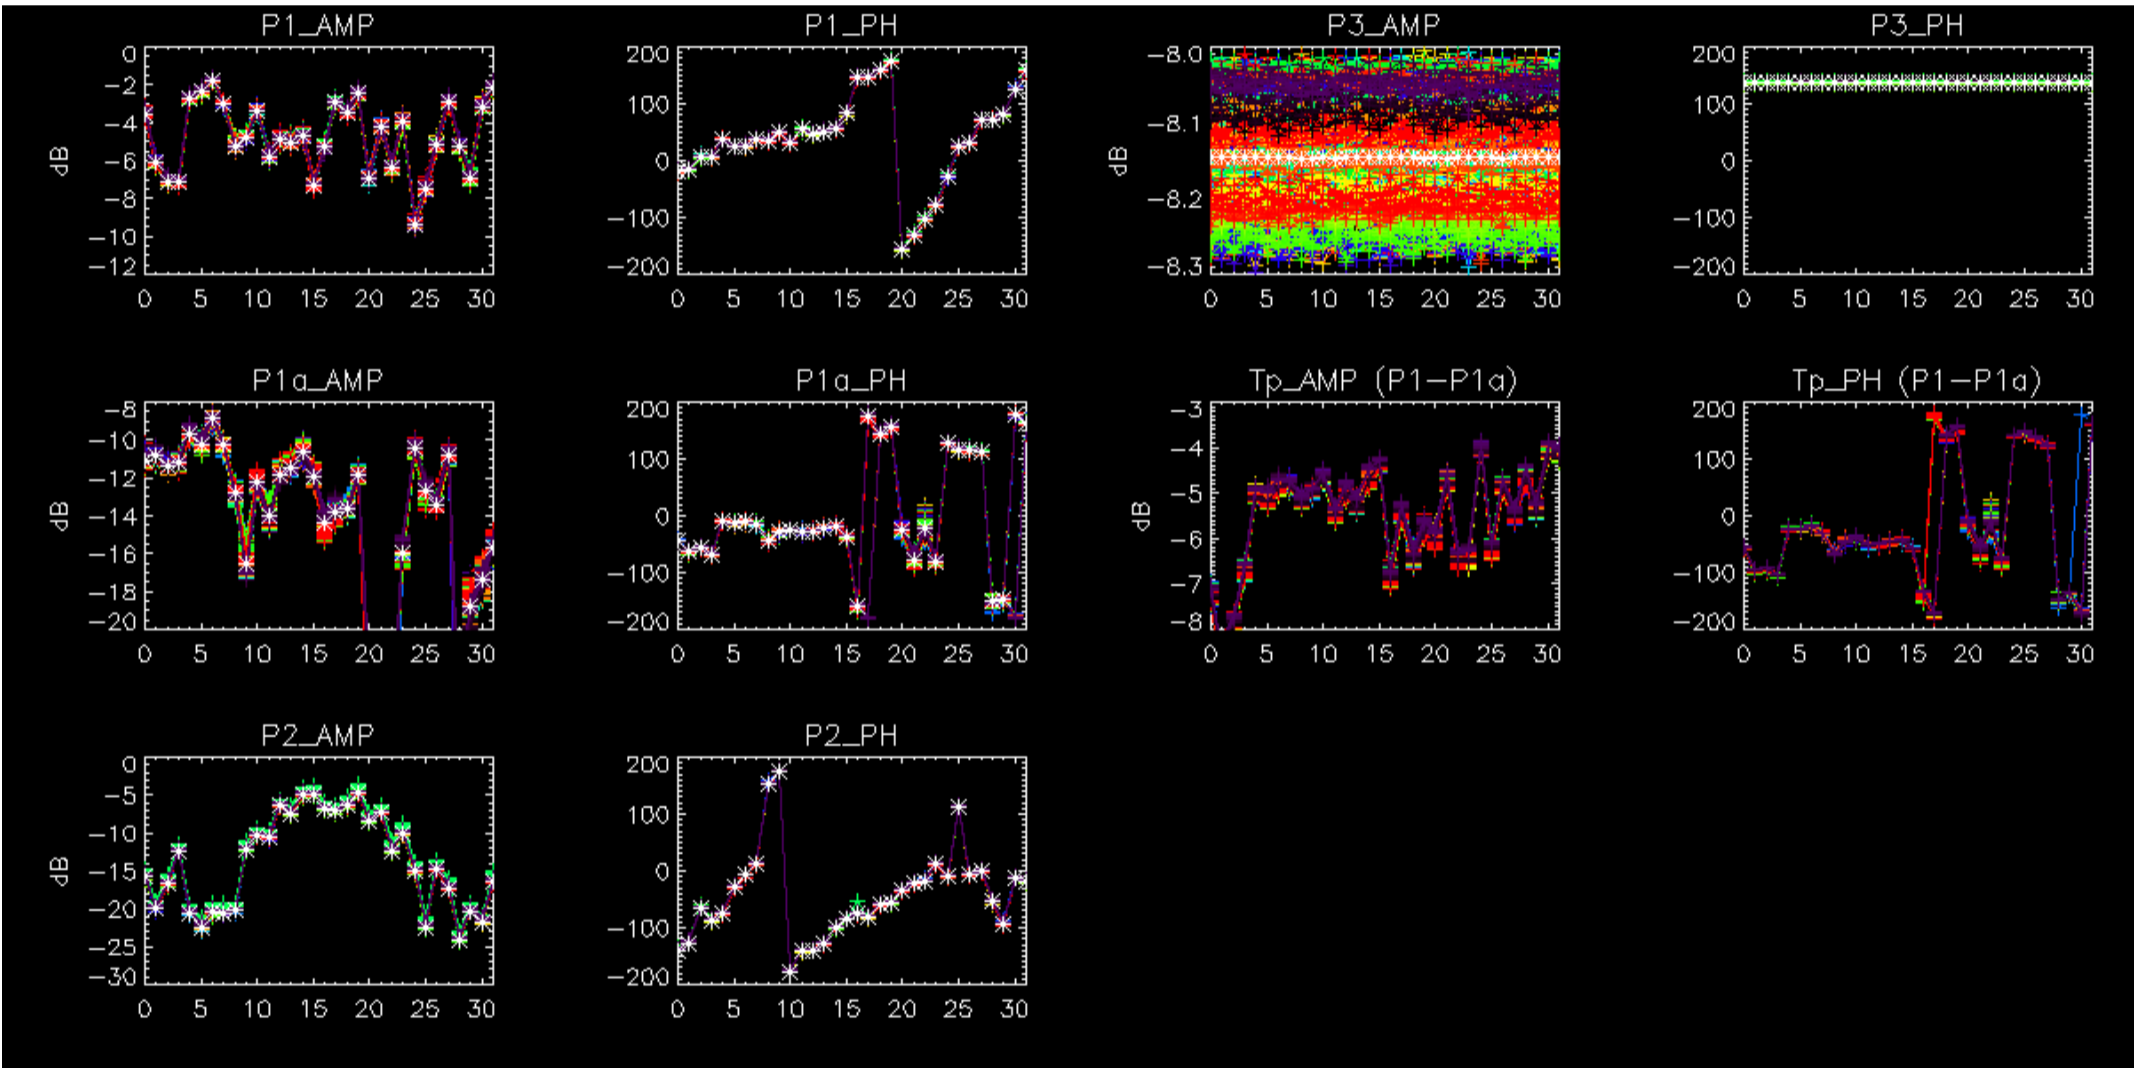 P1_AMP
0
-2
-4
-6
-8
-10
-12
dB
0 5 10 15 20 25 30
P1_PH
200
100
0
-100
-200
0 5 10 15 20 25 30
P3_AMP
-8.0
-8.1
-8.2
-8.3
dB
0 5 10 15 20 25 30
P3_PH
200
100
0
-100
-200
0 5 10 15 20 25 30
P1a_AMP
-8
-10
-12
-14
-16
-18
-20
dB
0 5 10 15 20 25 30
P1a_PH
200
100
0
-100
-200
0 5 10 15 20 25 30
Tp_AMP (P1-P1a)
-3
-4
-5
-6
-7
-8
dB
0 5 10 15 20 25 30
Tp_PH (P1-P1a)
200
100
0
-100
-200
0 5 10 15 20 25 30
P2_AMP
0
-5
-10
-15
-20
-25
-30
dB
0 5 10 15 20 25 30
P2_PH
200
100
0
-100
-200
0 5 10 15 20 25 30